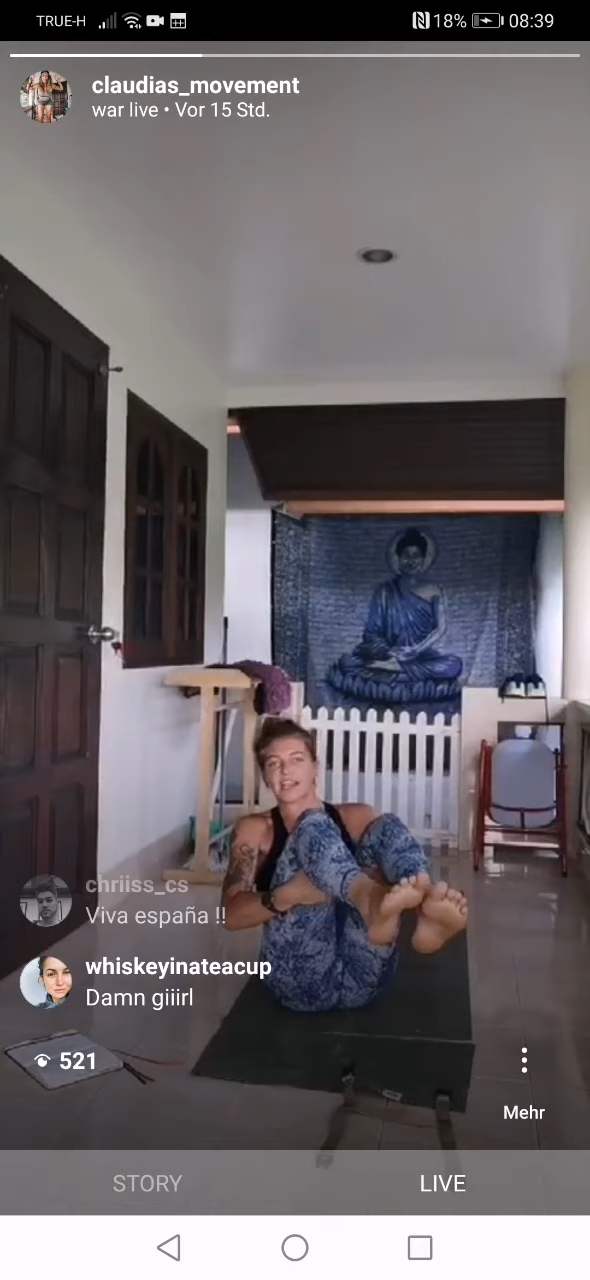 TRUE-H 18% 08:39
claudias_movement
war live • Vor 15 Std.
chriiss_cs
Viva españa !!
whiskeyinateacup
Damn giiirl
521
Mehr
STORY LIVE